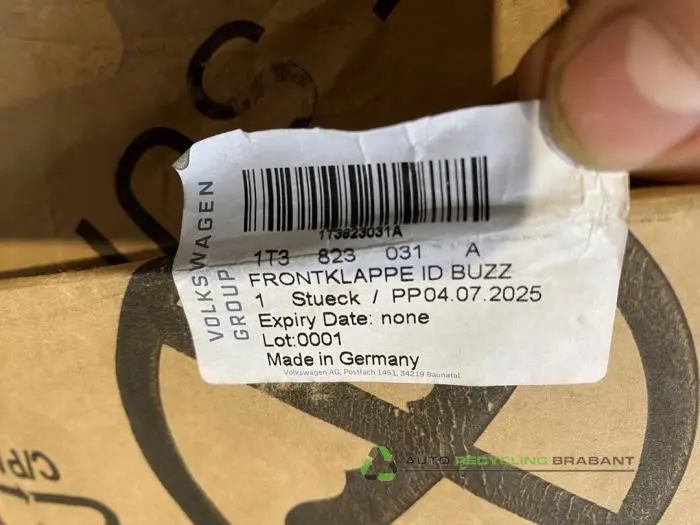 VOLKSWAGEN
GROUP
1T3823031A
1T3 823 031 A
FRONTKLAPPE ID BUZZ
1 Stueck / PP04.07.2025
Expiry Date: none
Lot:0001
Made in Germany
Volkswagen AG, Postfach 1451, 34219 Baunatal
C/P
AUTO RECYCLING BRABANT